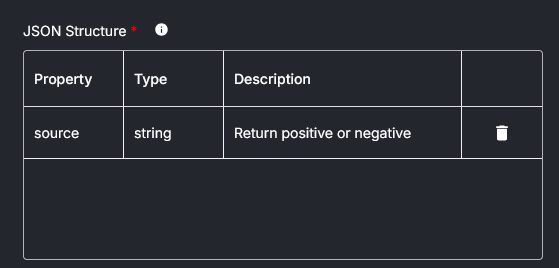 JSON Structure *
Property Type Description
source string Return positive or negative